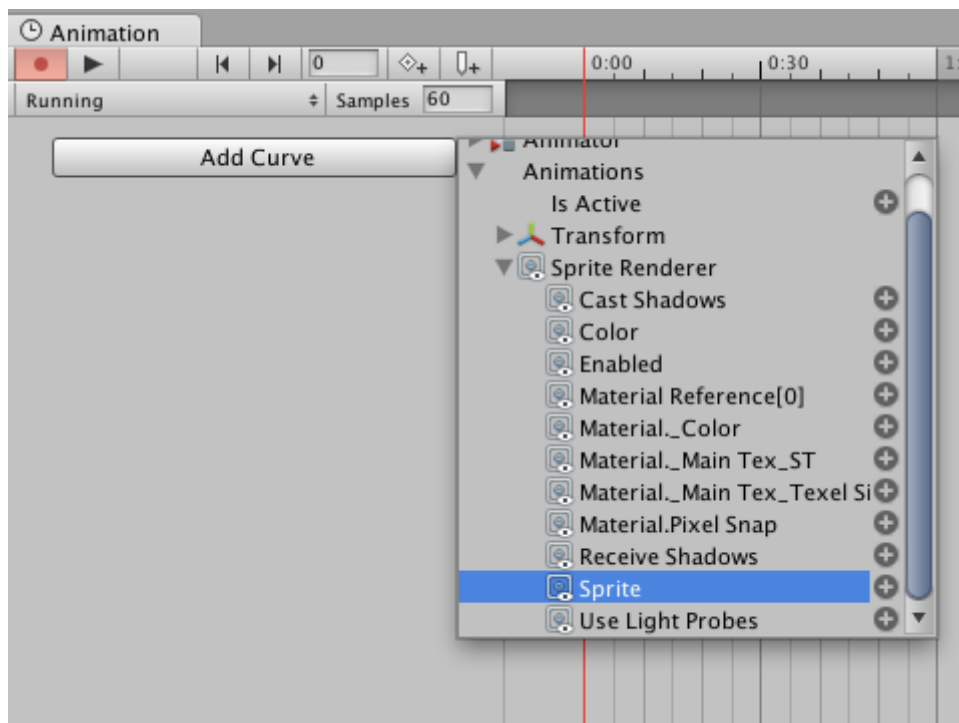 Animation
0
0:00
0:30
1:
Running
Samples 60
Add Curve
Animator
Animations
Is Active
Transform
Sprite Renderer
Cast Shadows
Color
Enabled
Material Reference[0]
Material._Color
Material._Main Tex_ST
Material._Main Tex_Texel Si
Material.Pixel Snap
Receive Shadows
Sprite
Use Light Probes